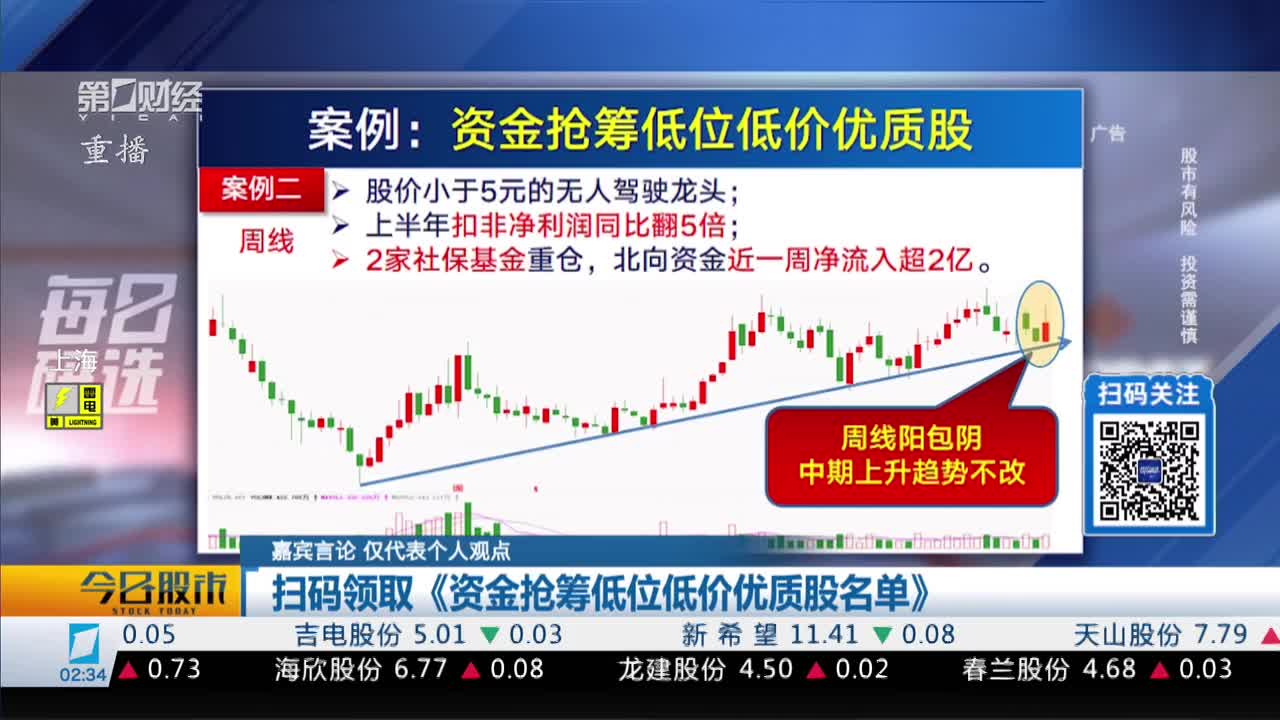 第一财经
YICAI
重播
案例：资金抢筹低位低价优质股
广告
案例二
股价小于5元的无人驾驶龙头；
上半年扣非净利润同比翻5倍；
周线
2家社保基金重仓，北向资金近一周净流入超2亿。
股市有风险 投资需谨慎
每日
选
上海
雷电
黄
LIGHTNING
扫码关注
周线阳包阴
中期上升趋势不改
嘉宾言论 仅代表个人观点
今日股市
STOCK TODAY
扫码领取《资金抢筹低位低价优质股名单》
0.05 吉电股份 5.01 ▼ 0.03 新希望 11.41 ▼ 0.08 天山股份 7.79 ▲
02:34
▲ 0.73 海欣股份 6.77 ▲ 0.08 龙建股份 4.50 ▲ 0.02 春兰股份 4.68 ▲ 0.03